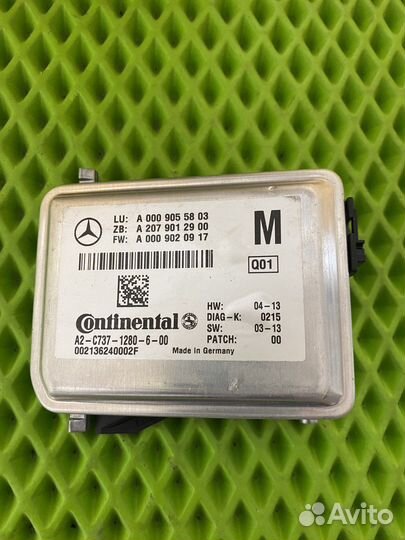 LU: A 000 905 58 03
ZB: A 207 901 29 00
FW: A 000 902 09 17
M
Q01
Continental
A2-C737-1280-6-00
002136240002F
HW: 04-13
DIAG-K: 0215
SW: 03-13
PATCH: 00
Made in Germany
Avito